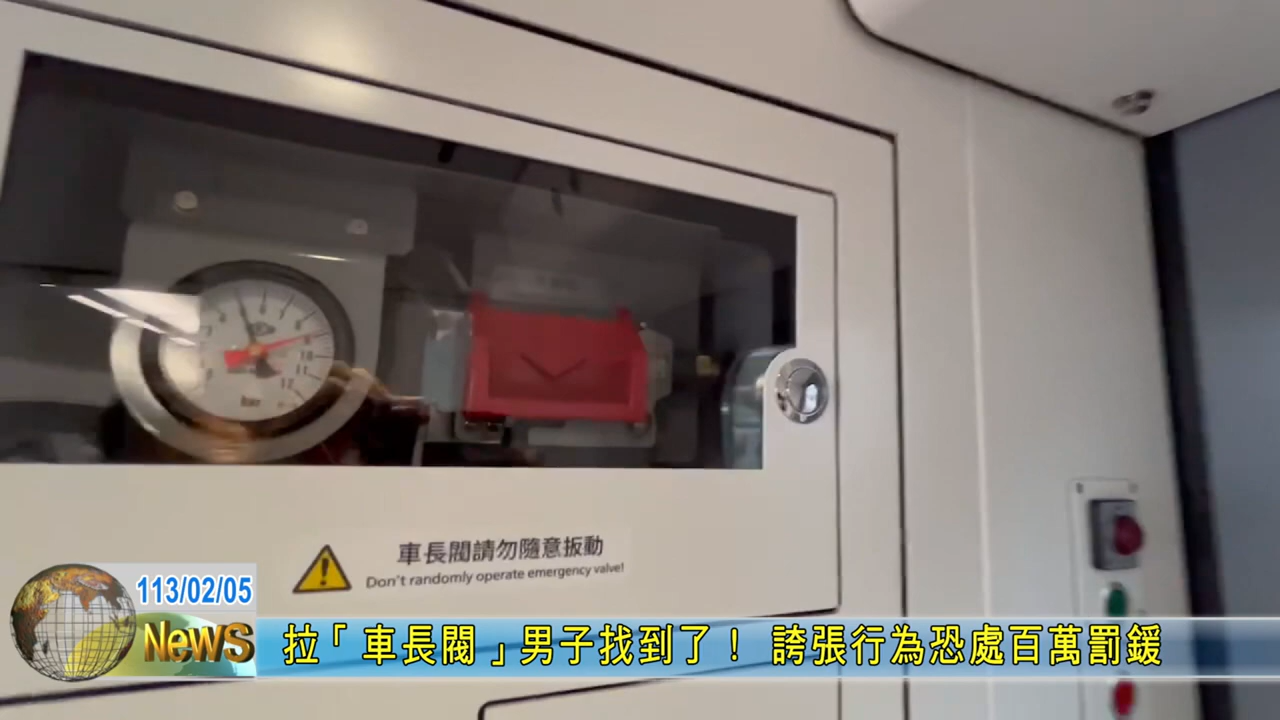 bar
車長閥請勿隨意扳動
Don't randomly operate emergency valve!
113/02/05
News
拉「車長閥」男子找到了！ 誇張行為恐處百萬罰鍰